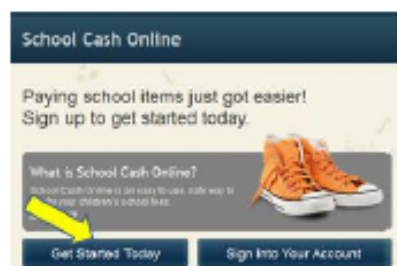 School Cash Online
Paying school items just got easier!
Sign up to get started today.
What is School Cash Online?
School Cash Online is an easy to use, safe way to
your children's school fees.
Get Started Today
Sign Into Your Account